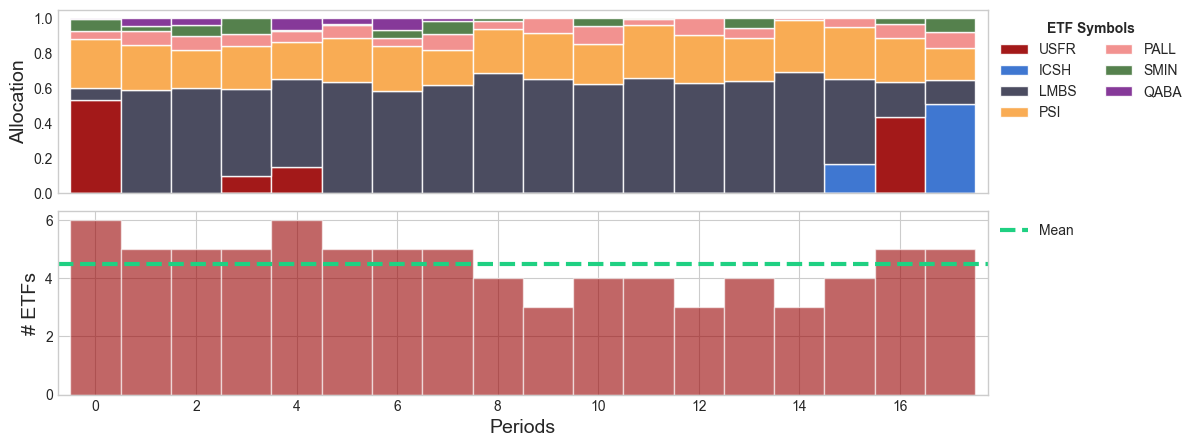 1.0
0.8
0.6
0.4
0.2
0.0
Allocation
ETF Symbols
USFR
ICSH
LMBS
PSI
PALL
SMIN
QABA
6
4
2
0
# ETFs
Mean
0 2 4 6 8 10 12 14 16
Periods